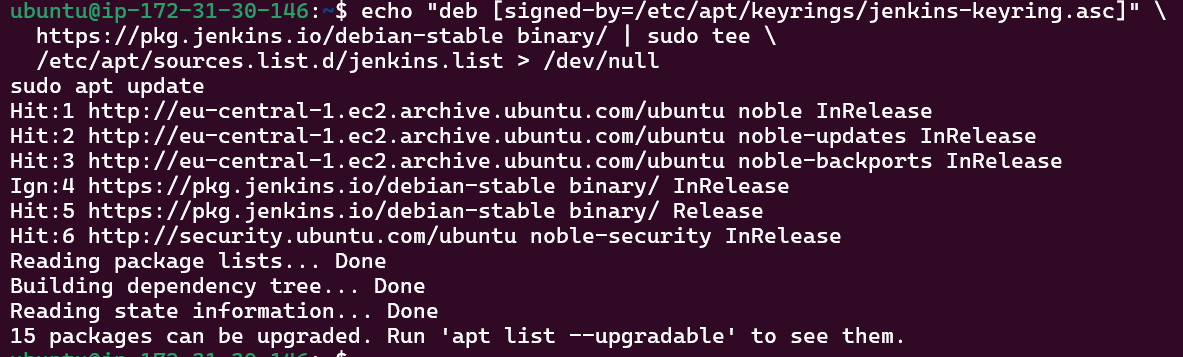 ubuntu@ip-172-31-30-146:~$ echo "deb [signed-by=/etc/apt/keyrings/jenkins-keyring.asc]" \
  https://pkg.jenkins.io/debian-stable binary/ | sudo tee \
  /etc/apt/sources.list.d/jenkins.list > /dev/null
sudo apt update
Hit:1 http://eu-central-1.ec2.archive.ubuntu.com/ubuntu noble InRelease
Hit:2 http://eu-central-1.ec2.archive.ubuntu.com/ubuntu noble-updates InRelease
Hit:3 http://eu-central-1.ec2.archive.ubuntu.com/ubuntu noble-backports InRelease
Ign:4 https://pkg.jenkins.io/debian-stable binary/ InRelease
Hit:5 https://pkg.jenkins.io/debian-stable binary/ Release
Hit:6 http://security.ubuntu.com/ubuntu noble-security InRelease
Reading package lists... Done
Building dependency tree... Done
Reading state information... Done
15 packages can be upgraded. Run 'apt list --upgradable' to see them.
ubuntu@ip-172-31-30-146:~$